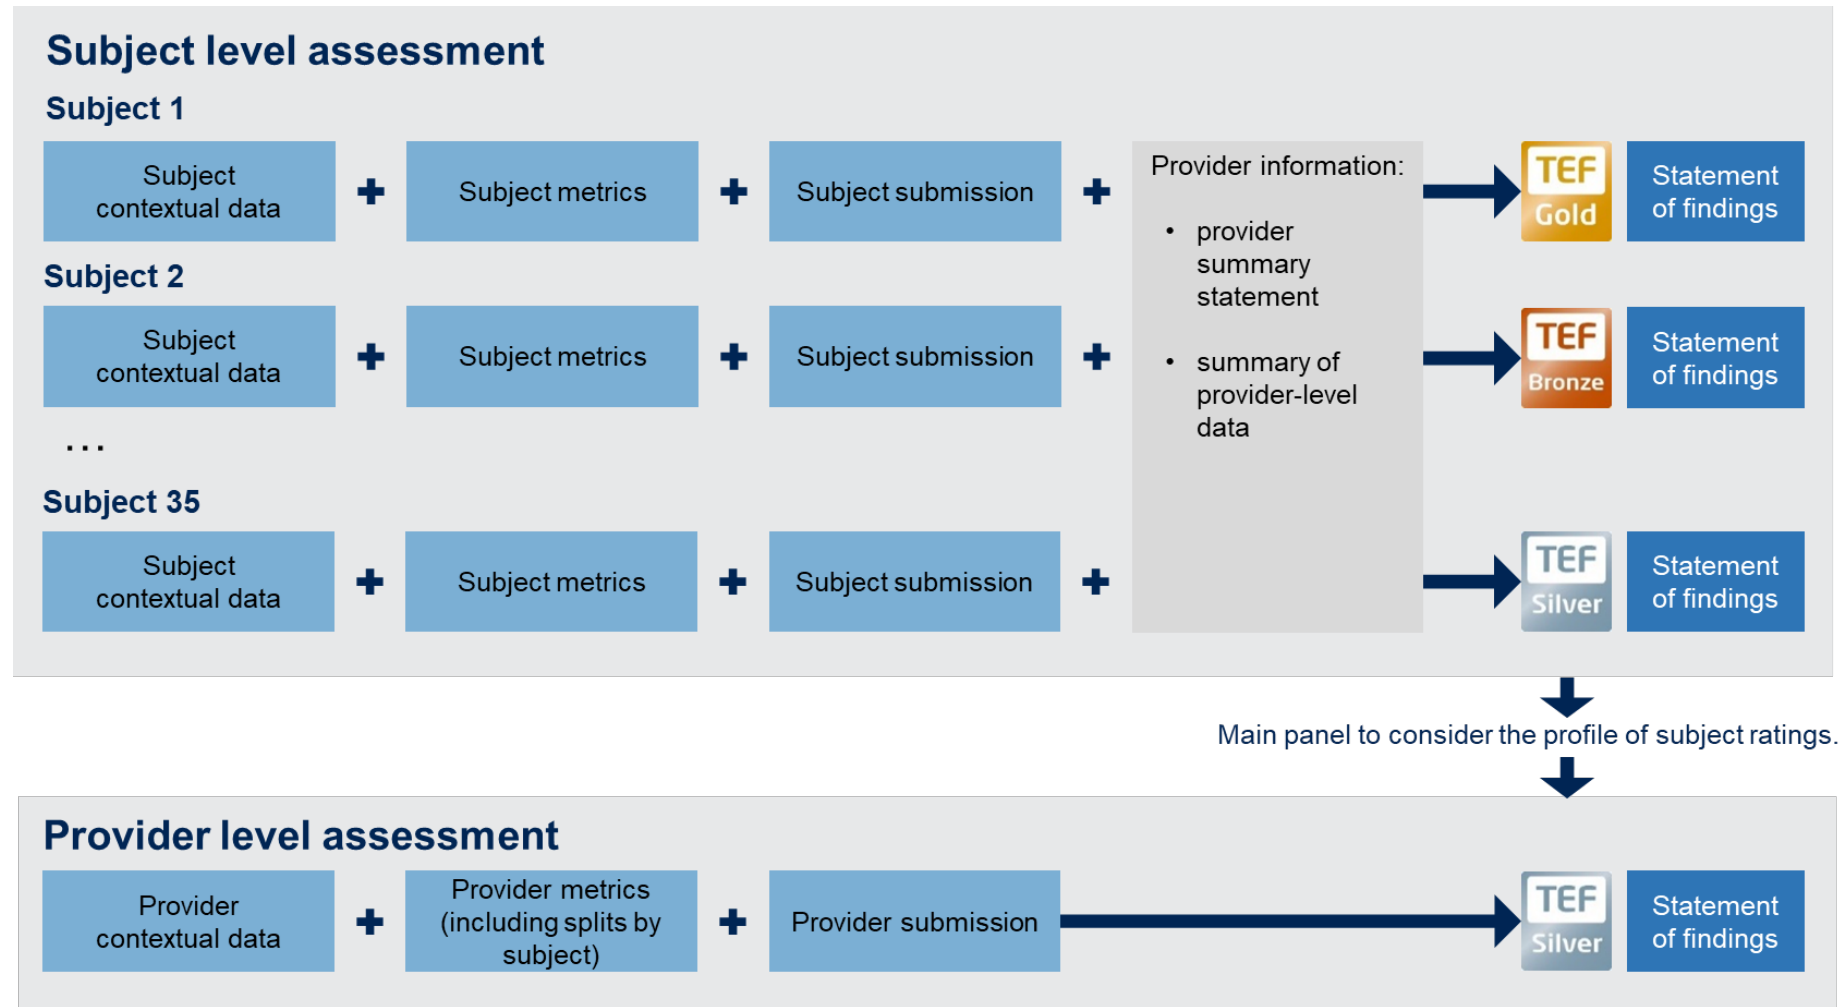 Subject level assessment
Subject 1
Subject
contextual data
Subject metrics
Subject submission
Provider information:
• provider
summary
statement
• summary of
provider-level
data
TEF
Gold
Statement
of findings
Subject 2
Subject
contextual data
Subject metrics
Subject submission
TEF
Bronze
Statement
of findings
...
Subject 35
Subject
contextual data
Subject metrics
Subject submission
TEF
Silver
Statement
of findings
Main panel to consider the profile of subject ratings.
Provider level assessment
Provider
contextual data
Provider metrics
(including splits by
subject)
Provider submission
TEF
Silver
Statement
of findings